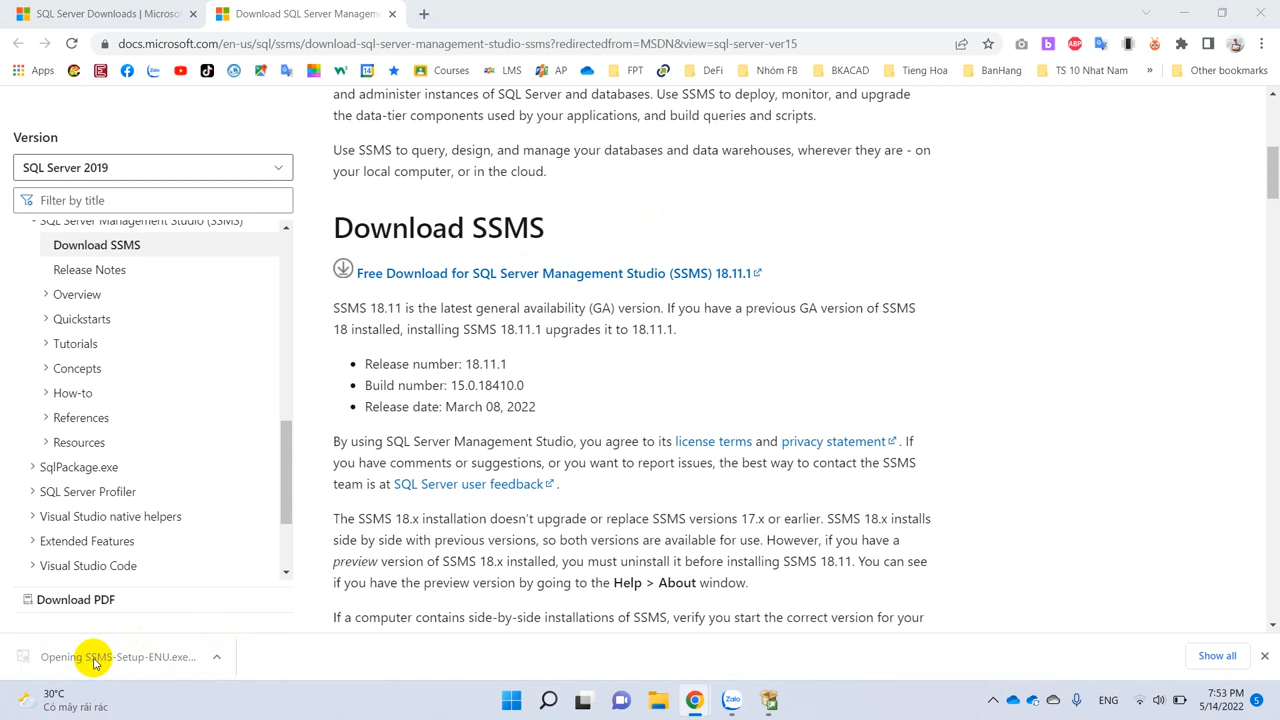 SQL Server Downloads | Microsof
Download SQL Server Managemen
docs.microsoft.com/en-us/sql/ssms/download-sql-server-management-studio-ssms?redirectedfrom=MSDN&view=sql-server-ver15
Apps
Courses
LMS
AP
FPT
DeFi
Nhóm FB
BKACAD
Tieng Hoa
BanHang
TS 10 Nhat Nam
»
Other bookmarks
and administer instances of SQL Server and databases. Use SSMS to deploy, monitor, and upgrade
the data-tier components used by your applications, and build queries and scripts.
Use SSMS to query, design, and manage your databases and data warehouses, wherever they are - on
your local computer, or in the cloud.
Download SSMS
Free Download for SQL Server Management Studio (SSMS) 18.11.1
SSMS 18.11 is the latest general availability (GA) version. If you have a previous GA version of SSMS
18 installed, installing SSMS 18.11.1 upgrades it to 18.11.1.
• Release number: 18.11.1
• Build number: 15.0.18410.0
• Release date: March 08, 2022
By using SQL Server Management Studio, you agree to its license terms and privacy statement. If
you have comments or suggestions, or you want to report issues, the best way to contact the SSMS
team is at SQL Server user feedback.
The SSMS 18.x installation doesn't upgrade or replace SSMS versions 17.x or earlier. SSMS 18.x installs
side by side with previous versions, so both versions are available for use. However, if you have a
preview version of SSMS 18.x installed, you must uninstall it before installing SSMS 18.11. You can see
if you have the preview version by going to the Help > About window.
If a computer contains side-by-side installations of SSMS, verify you start the correct version for your
Version
SQL Server 2019
Filter by title
SQL Server Management Studio (SSMS)
Download SSMS
Release Notes
Overview
Quickstarts
Tutorials
Concepts
How-to
References
Resources
SqlPackage.exe
SQL Server Profiler
Visual Studio native helpers
Extended Features
Visual Studio Code
Download PDF
Opening SSMS-Setup-ENU.exe...
Show all
30°C
Có mây rải rác
Zalo
ENG
7:53 PM
5/14/2022
5